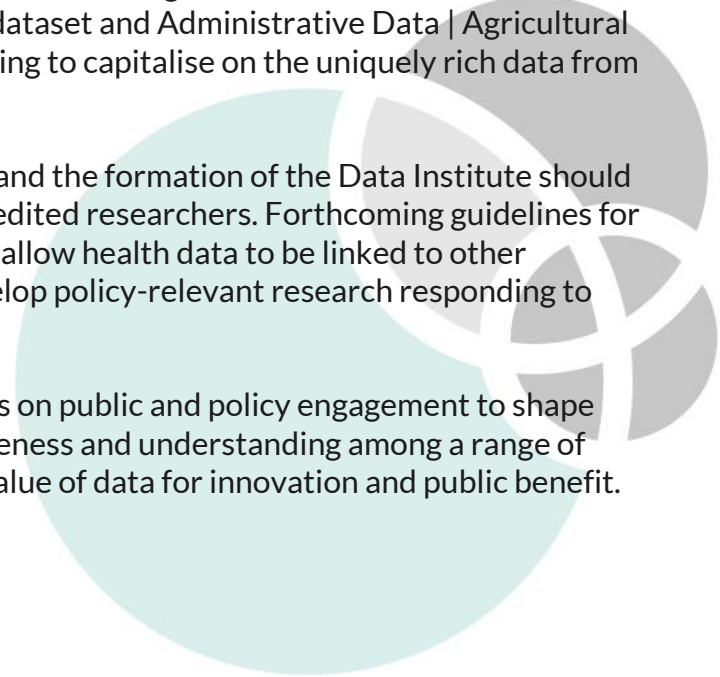 dataset and Administrative Data | Agricultural
ing to capitalise on the uniquely rich data from
and the formation of the Data Institute should
edited researchers. Forthcoming guidelines for
allow health data to be linked to other
elop policy-relevant research responding to
s on public and policy engagement to shape
eness and understanding among a range of
alue of data for innovation and public benefit.